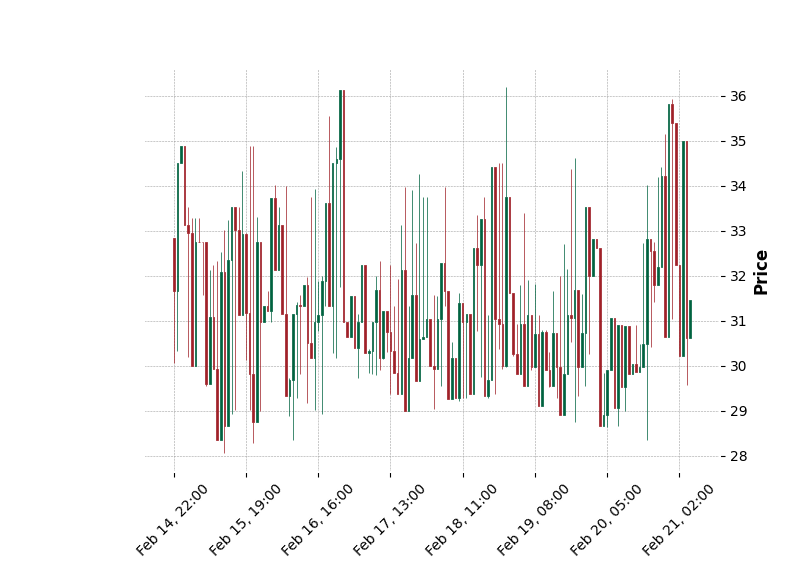 36
35
34
33
32
31
30
29
28
Price
Feb 14, 22:00
Feb 15, 19:00
Feb 16, 16:00
Feb 17, 13:00
Feb 18, 11:00
Feb 19, 08:00
Feb 20, 05:00
Feb 21, 02:00